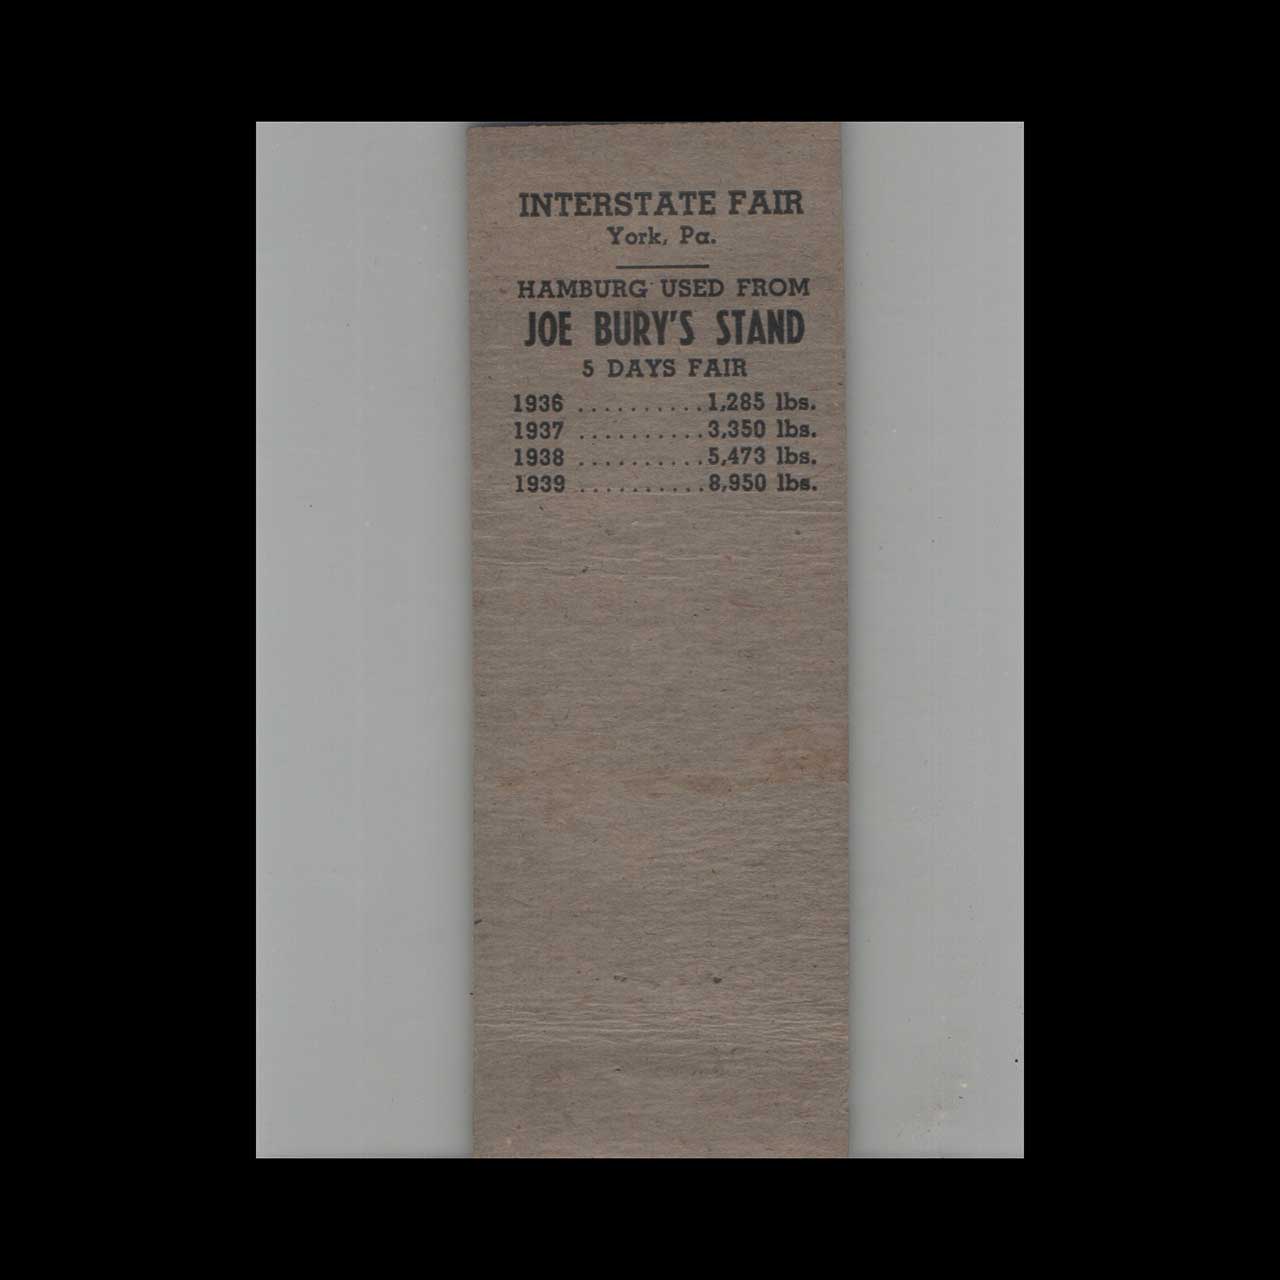 INTERSTATE FAIR
York, Pa.
HAMBURG USED FROM
JOE BURY'S STAND
5 DAYS FAIR
1936 ..........1,285 lbs.
1937 ..........3,350 lbs.
1938 ..........5,473 lbs.
1939 ..........8,950 lbs.